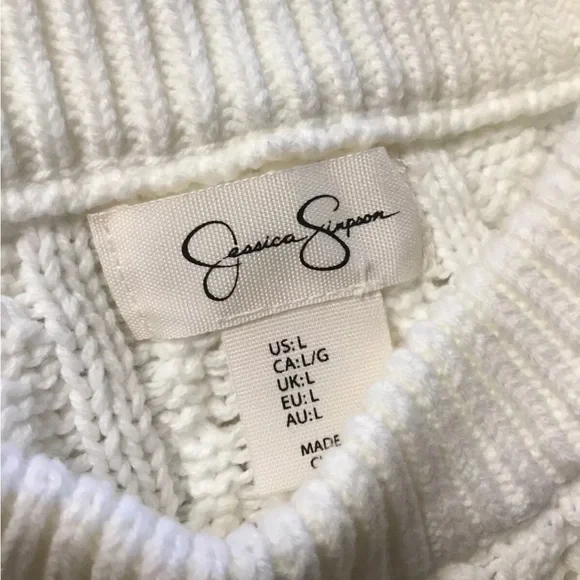 Jessica Simpson
US: L
CA: L/G
UK: L
EU: L
AU: L
MADE